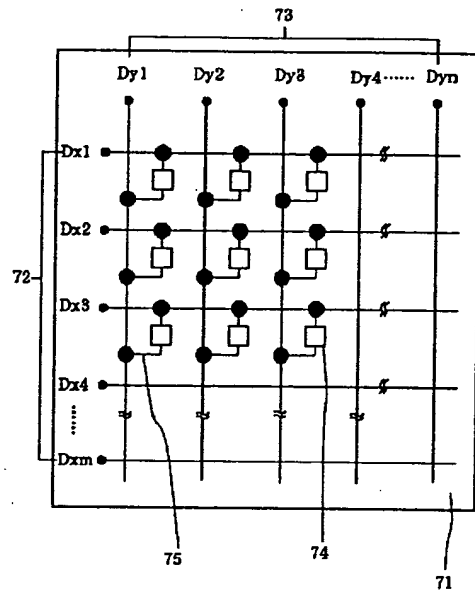 73
Dy1 Dy2 Dy3 Dy4 ...... Dyn
Dx1
Dx2
72
Dx3
Dx4
......
Dxm
75 74 71